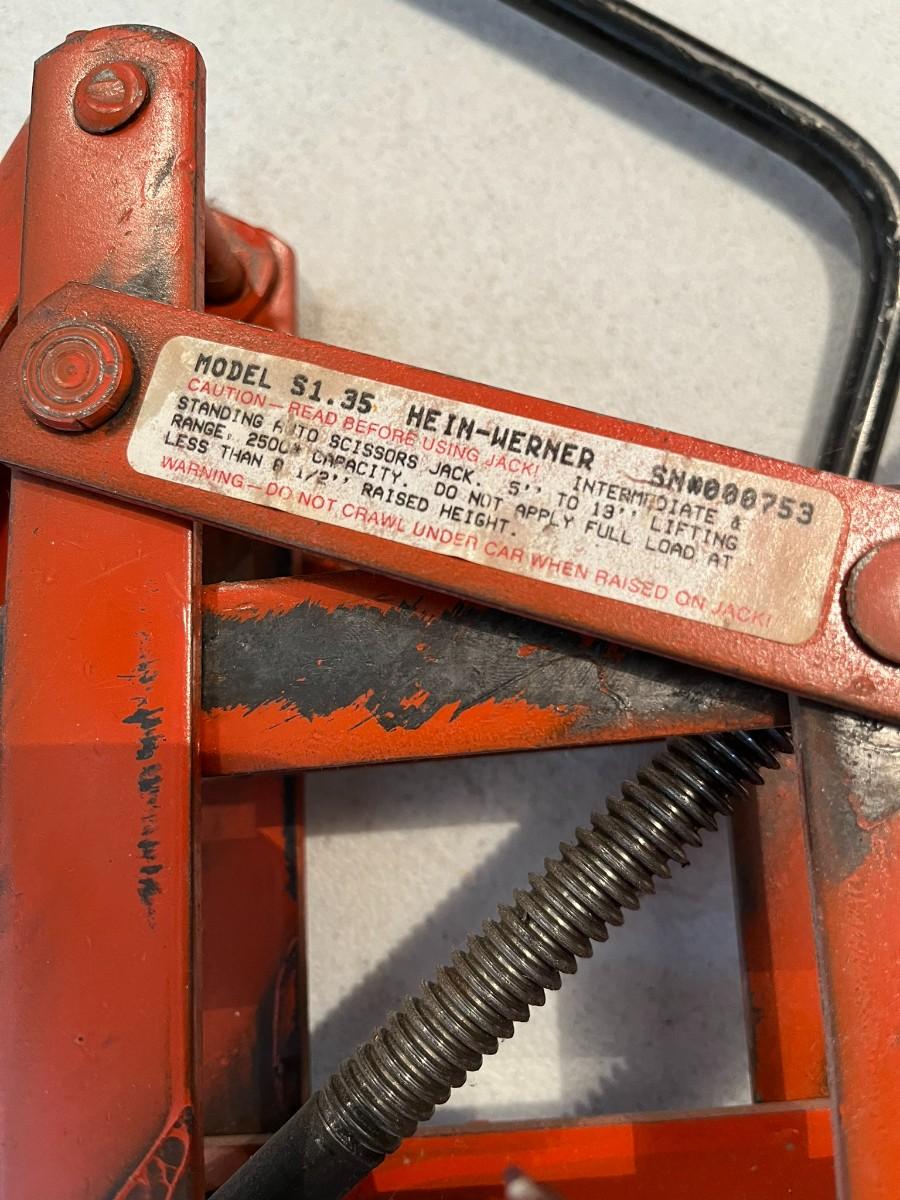 MODEL S1.35 HEIN-WERNER SN#000753
CAUTION—READ BEFORE USING JACK!
STANDING A TO SCISSORS JACK. 5'' TO 13'' LIFTING
RANGE, 2500# CAPACITY. INTERMEDIATE &
LESS THAN 8 1/2'' RAISED HEIGHT. DO NOT APPLY FULL LOAD AT
WARNING—DO NOT CRAWL UNDER CAR WHEN RAISED ON JACK!